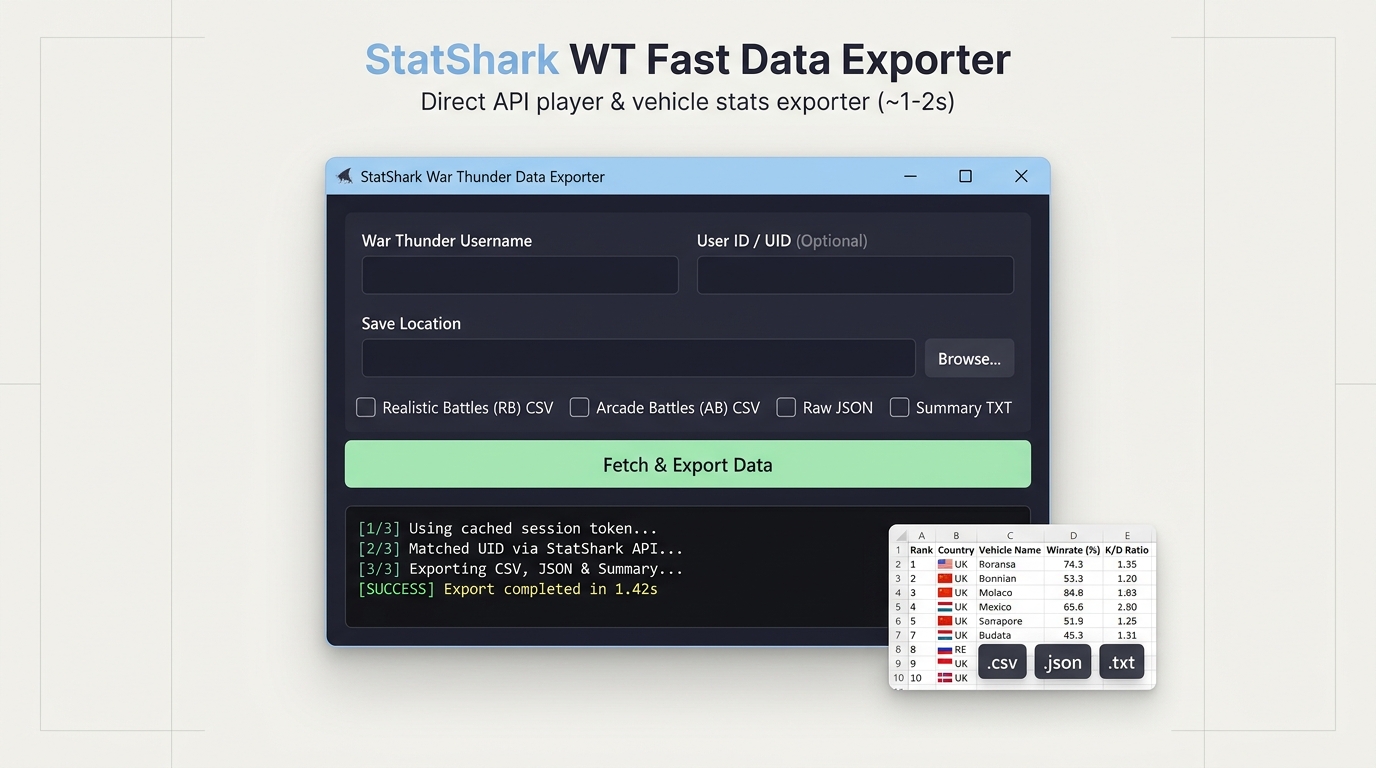 StatShark WT Fast Data Exporter
Direct API player & vehicle stats exporter (~1-2s)
StatShark War Thunder Data Exporter
War Thunder Username
User ID / UID (Optional)
Save Location
Browse...
Realistic Battles (RB) CSV
Arcade Battles (AB) CSV
Raw JSON
Summary TXT
Fetch & Export Data
[1/3] Using cached session token...
[2/3] Matched UID via StatShark API...
[3/3] Exporting CSV, JSON & Summary...
[SUCCESS] Export completed in 1.42s
A B C D E
1 Rank Country Vehicle Name Winrate (%) K/D Ratio
2 1 UK Roransa 74.3 1.35
3 2 UK Bonnian 53.3 1.20
4 3 UK Molaco 84.8 1.83
5 4 UK Mexico 65.6 2.80
6 5 UK Sanrapore 51.9 1.25
7 7 UK Budata 45.3 1.31
8 8 RE
9 9 UK
10 10 UK
.csv .json .txt